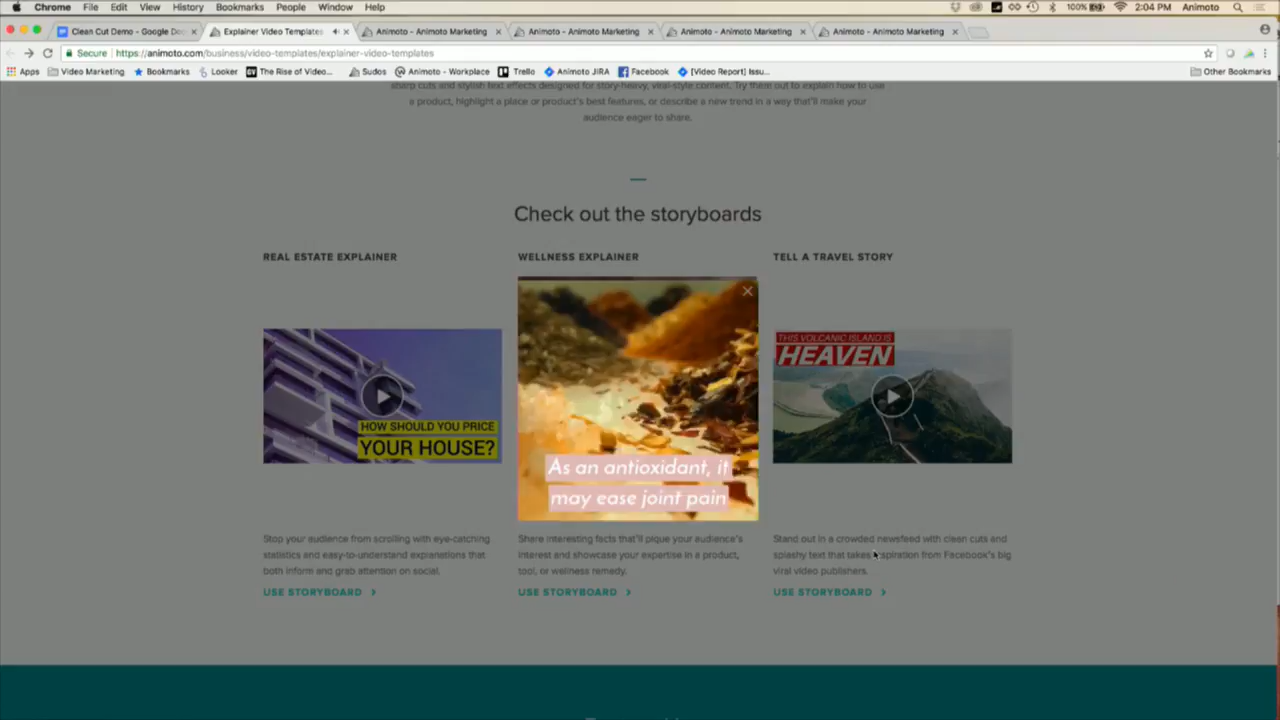 Chrome File Edit View History Bookmarks People Window Help 100% 2:04 PM Animoto
Clean Cut Demo - Google Doc Explainer Video Templates Animoto - Animoto Marketing Animoto - Animoto Marketing Animoto - Animoto Marketing Animoto - Animoto Marketing
Secure https://animoto.com/business/video-templates/explainer-video-templates
Apps Video Marketing Bookmarks Looker The Rise of Video... Sudos Animoto - Workplace Trello Animoto JIRA Facebook [Video Report] Issu... Other Bookmarks
sharp cuts and stylish text effects designed for story-heavy, viral-style content. Try them out to explain how to use
a product, highlight a place or product's best features, or describe a new trend in a way that'll make your
audience eager to share.
Check out the storyboards
REAL ESTATE EXPLAINER
WELLNESS EXPLAINER
TELL A TRAVEL STORY
HOW SHOULD YOU PRICE
YOUR HOUSE?
As an antioxidant, it
may ease joint pain
THIS VOLCANIC ISLAND IS
HEAVEN
Stop your audience from scrolling with eye-catching
statistics and easy-to-understand explanations that
both inform and grab attention on social.
USE STORYBOARD >
Share interesting facts that'll pique your audience's
interest and showcase your expertise in a product,
tool, or wellness remedy.
USE STORYBOARD >
Stand out in a crowded newsfeed with clean cuts and
splashy text that takes inspiration from Facebook's big
viral video publishers.
USE STORYBOARD >